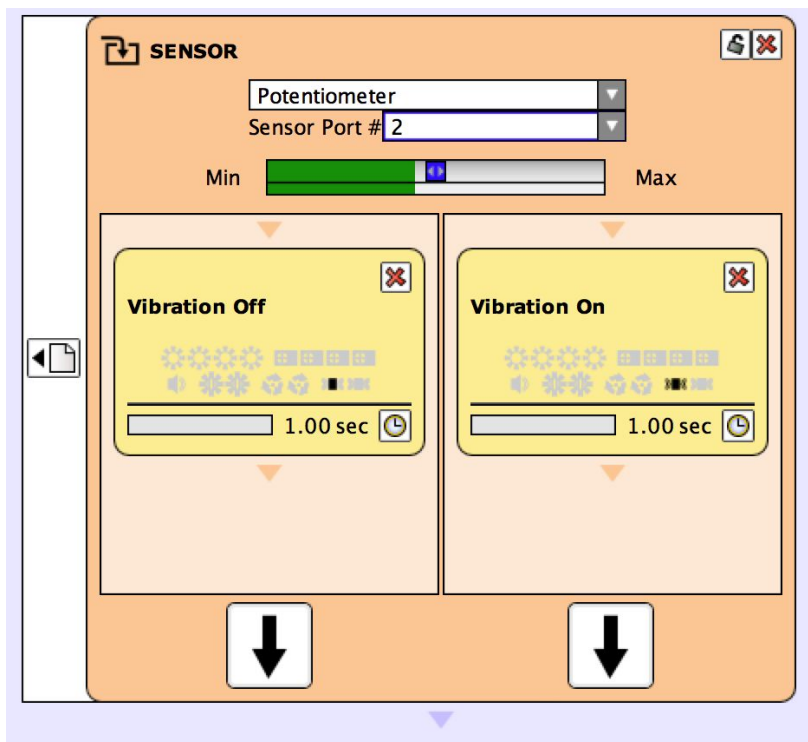 SENSOR
Potentiometer
Sensor Port # 2
Min Max
Vibration Off
1.00 sec
Vibration On
1.00 sec